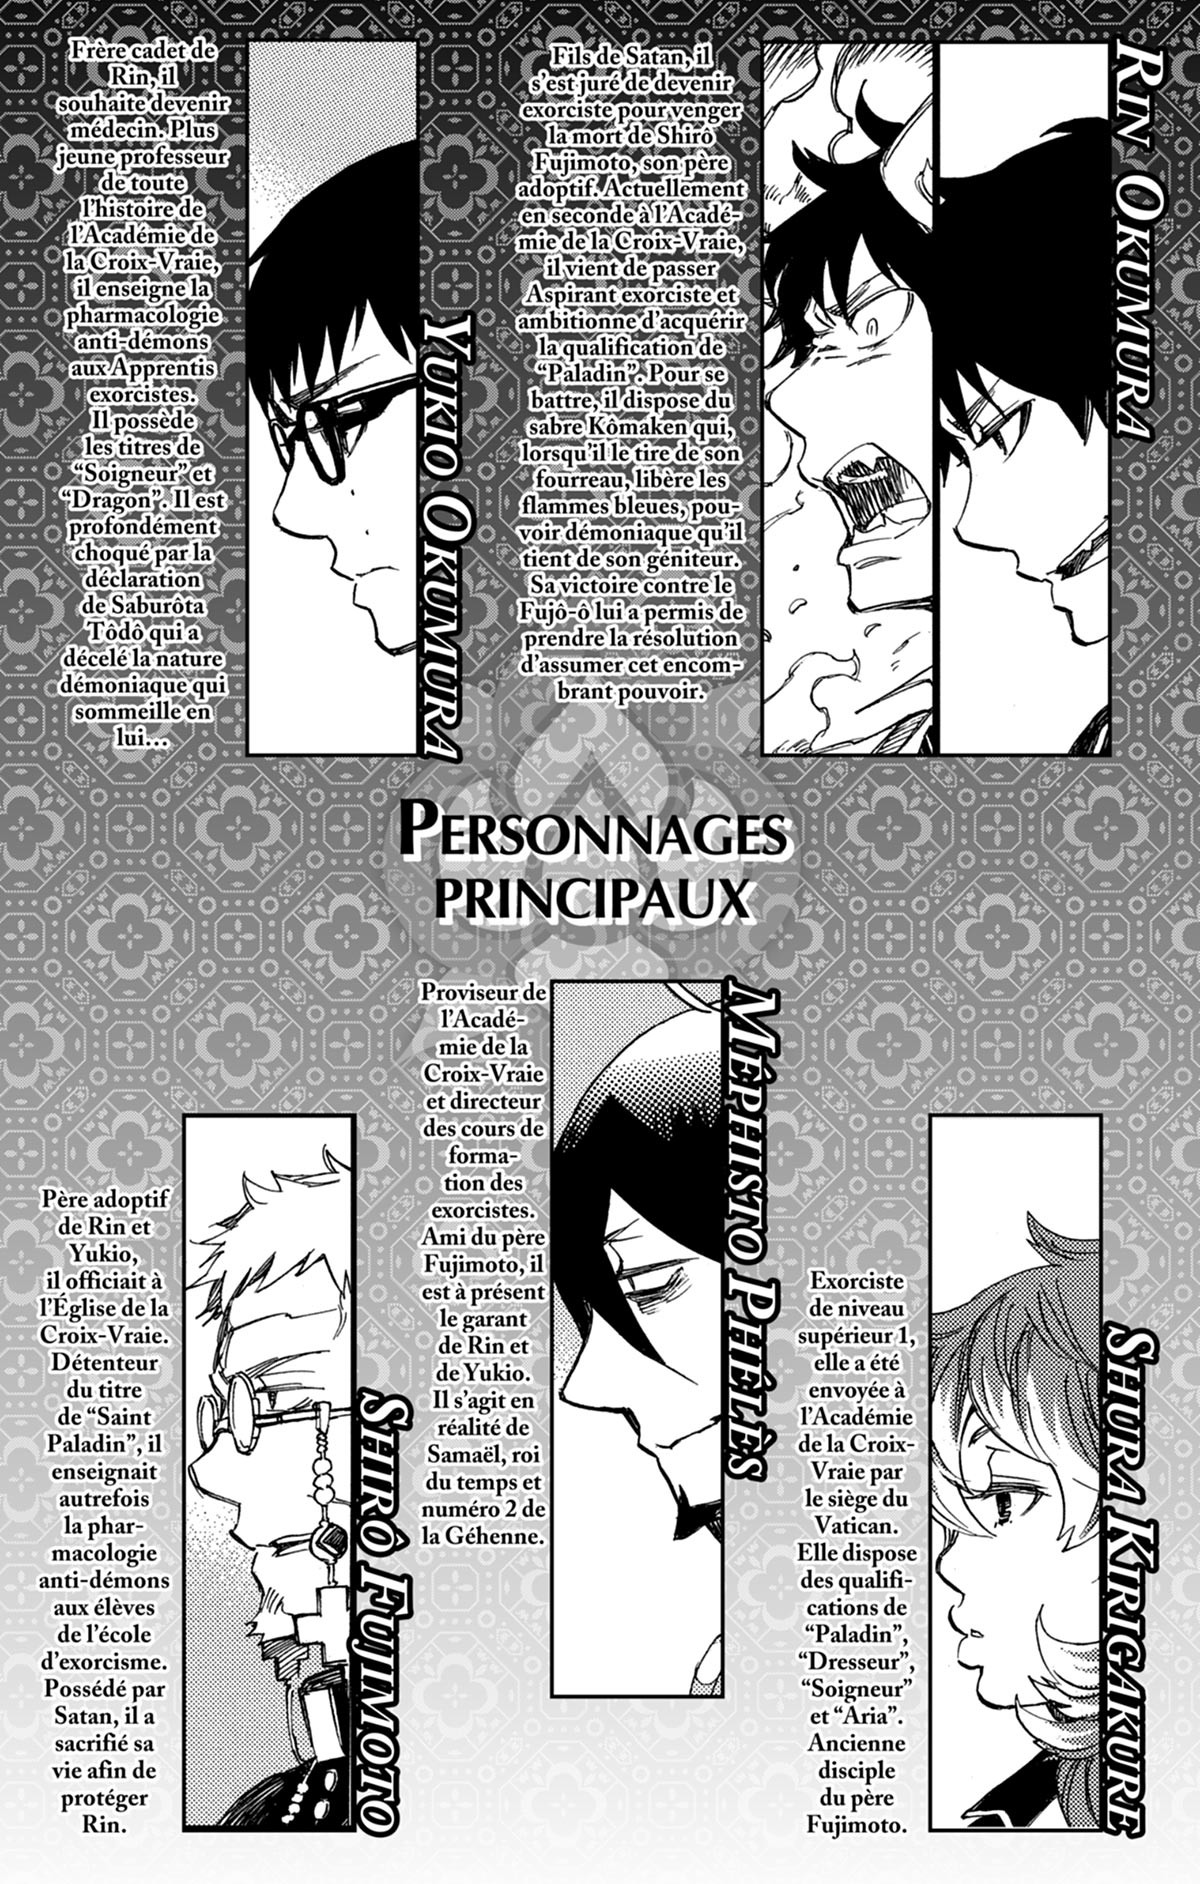 RIN OKUMURA
Fils de Satan, il
s'est juré de devenir
exorciste pour venger
la mort de Shirô
Fujimoto, son père
adoptif. Actuellement
en seconde à l'Acadé-
mie de la Croix-Vraie,
il vient de passer
Aspirant exorciste et
ambitionne d'acquérir
la qualification de
“Paladin”. Pour se
battre, il dispose du
sabre Kômaken qui,
lorsqu'il le tire de son
fourreau, libère les
flammes bleues, pou-
voir démoniaque qu'il
tient de son géniteur.
Sa victoire contre le
Fujô-ô lui a permis de
prendre la résolution
d'assumer cet encom-
brant pouvoir.
YUKIO OKUMURA
Frère cadet de
Rin, il
souhaite devenir
médecin. Plus
jeune professeur
de toute
l'histoire de
l'Académie de
la Croix-Vraie,
il enseigne la
pharmacologie
anti-démons
aux Apprentis
exorcistes.
Il possède
les titres de
“Soigneur” et
“Dragon”. Il est
profondément
choqué par la
déclaration
de Saburôta
Tôdô qui a
décelé la nature
démoniaque qui
sommeille en
lui…
PERSONNAGES
PRINCIPAUX
SHURA KIRIGAKURE
Exorciste
de niveau
supérieur 1,
elle a été
envoyée à
l'Académie
de la Croix-
Vraie par
le siège du
Vatican.
Elle dispose
des qualifi-
cations de
“Paladin”,
“Dresseur”,
“Soigneur”
et “Aria”.
Ancienne
disciple
du père
Fujimoto.
MÉPHISTO PHÉLÈS
Proviseur de
l'Acadé-
mie de la
Croix-Vraie
et directeur
des cours de
forma-
tion des
exorcistes.
Ami du père
Fujimoto, il
est à présent
le garant
de Rin et
de Yukio.
Il s'agit en
réalité de
Samaël, roi
du temps et
numéro 2 de
la Géhenne.
SHIRÔ FUJIMOTO
Père adoptif
de Rin et
Yukio,
il officiait à
l'Église de la
Croix-Vraie.
Détenteur
du titre
de “Saint
Paladin”, il
enseignait
autrefois
la phar-
macologie
anti-démons
aux élèves
de l'école
d'exorcisme.
Possédé par
Satan, il a
sacrifié sa
vie afin de
protéger
Rin.